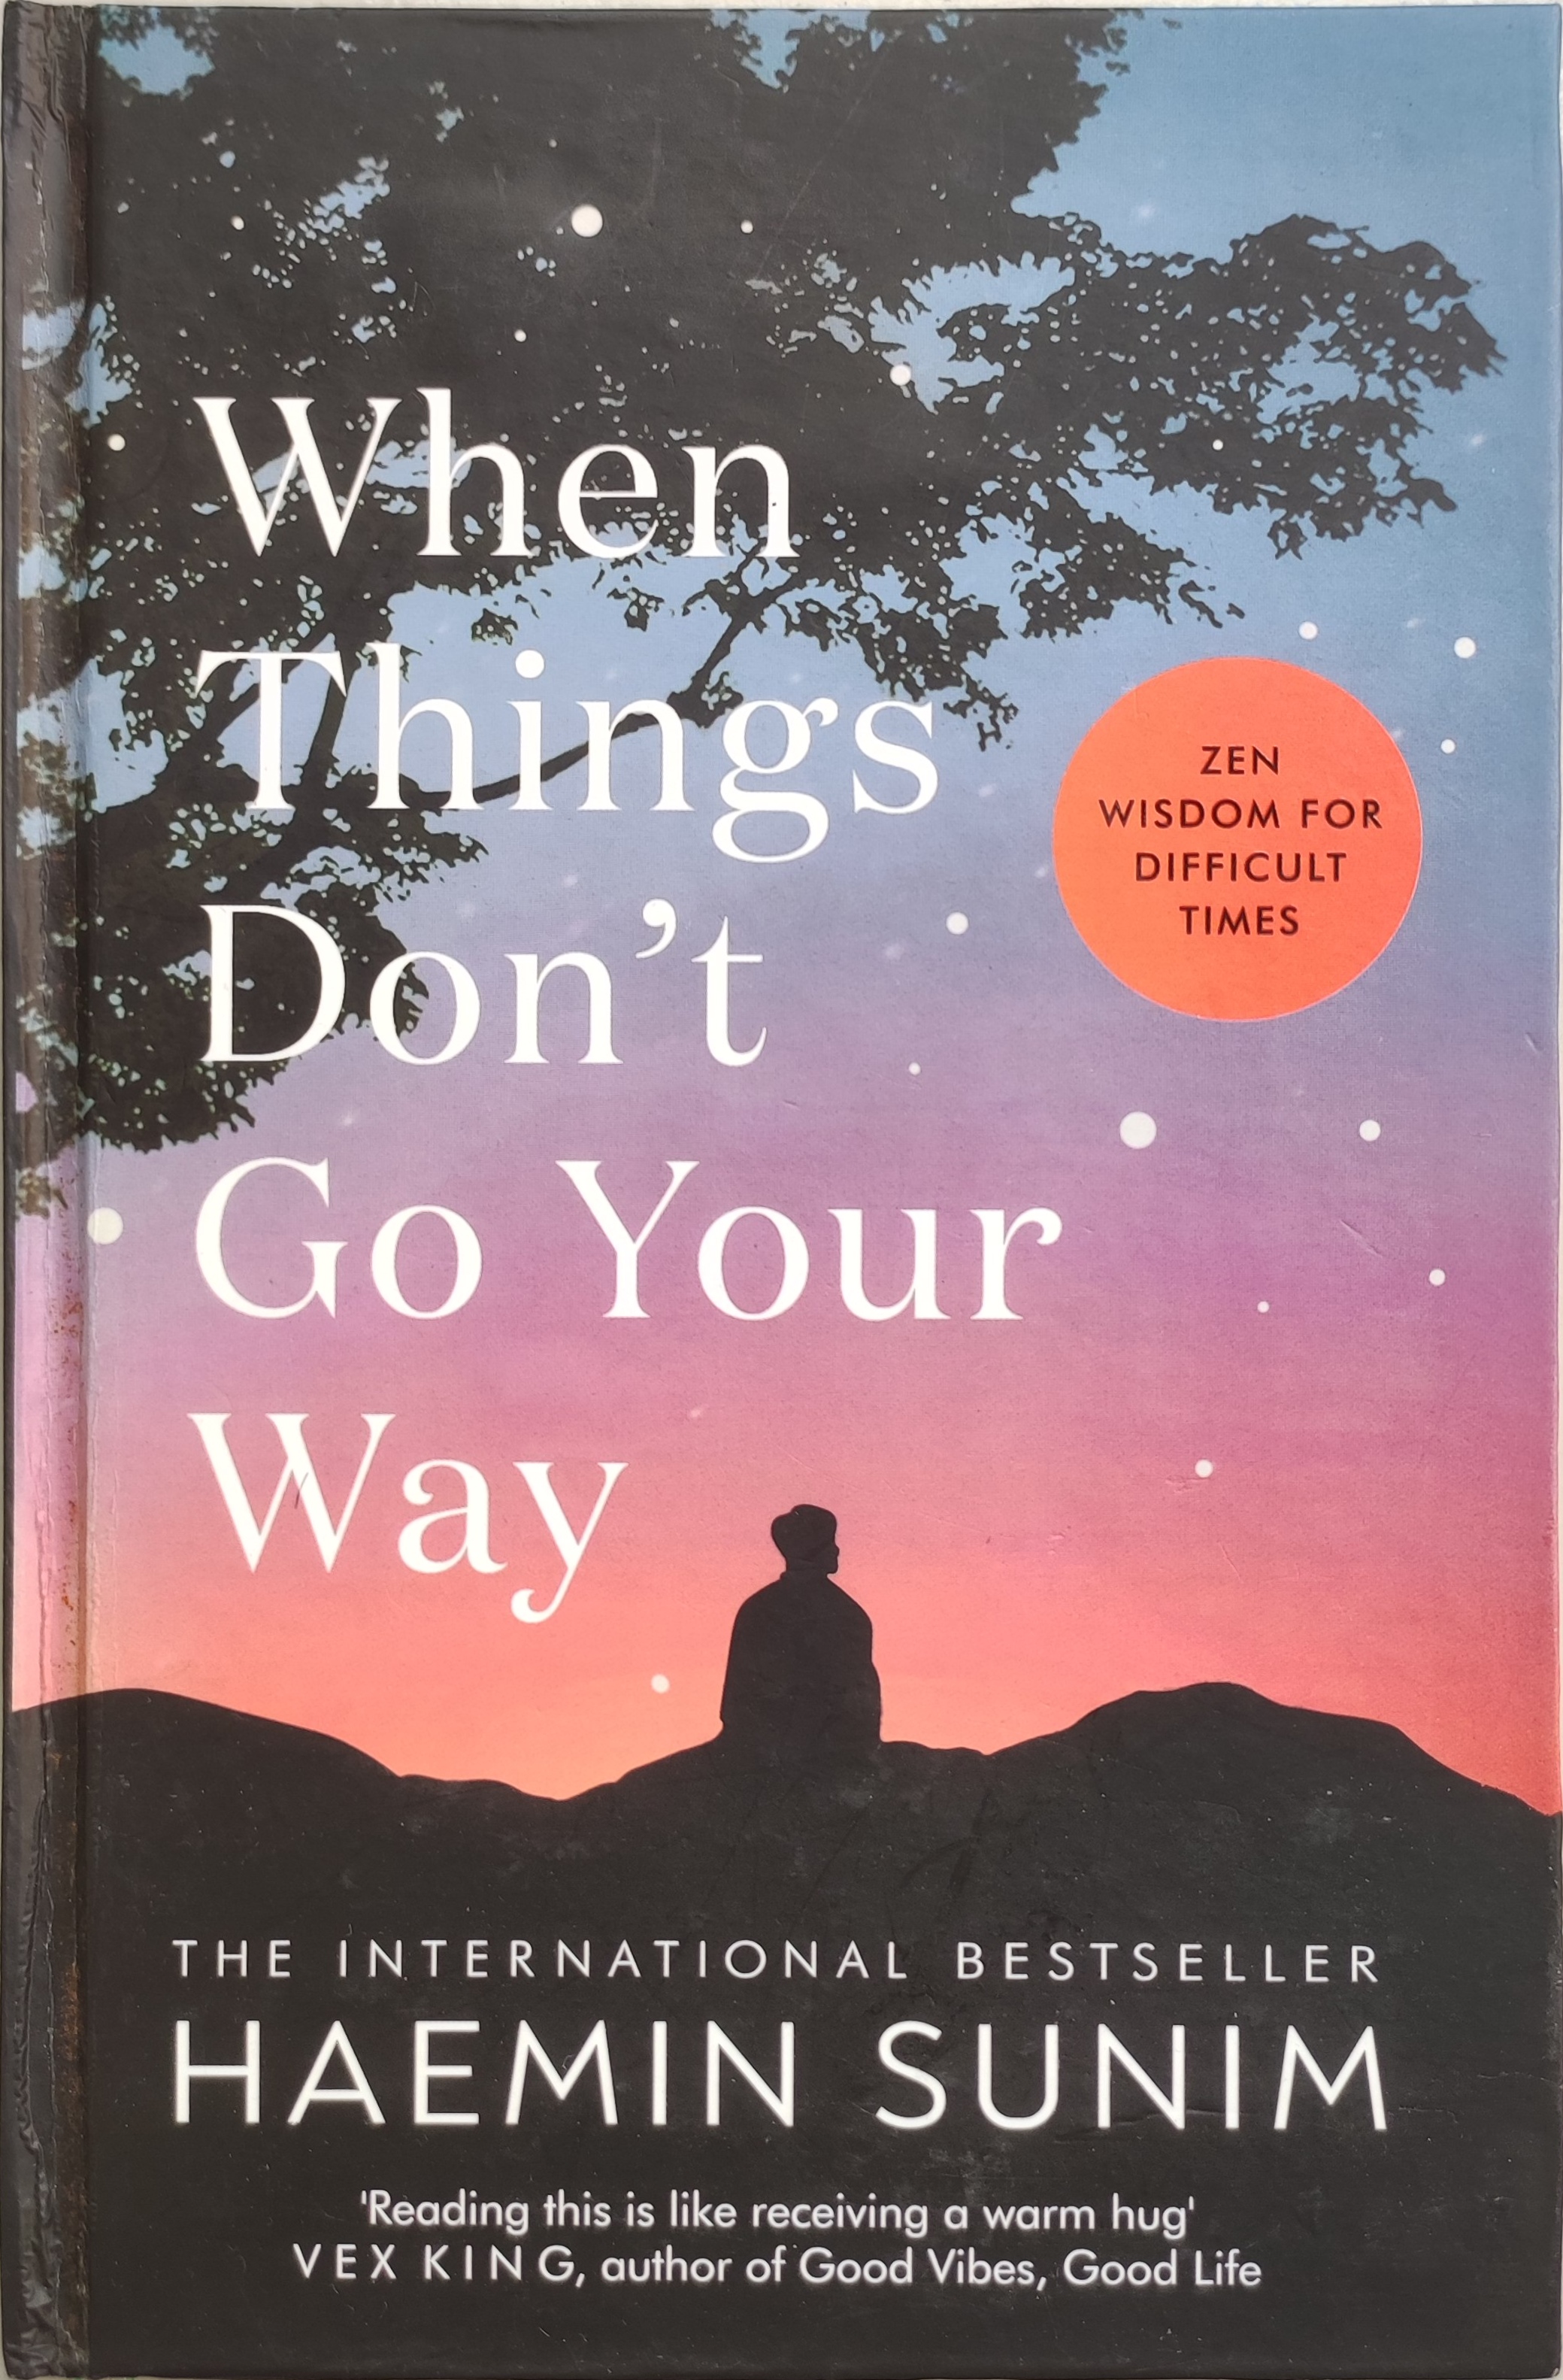 When
Things
Don’t
Go Your
Way
ZEN
WISDOM FOR
DIFFICULT
TIMES
THE INTERNATIONAL BESTSELLER
HAEMIN SUNIM
'Reading this is like receiving a warm hug'
VEX KING, author of Good Vibes, Good Life